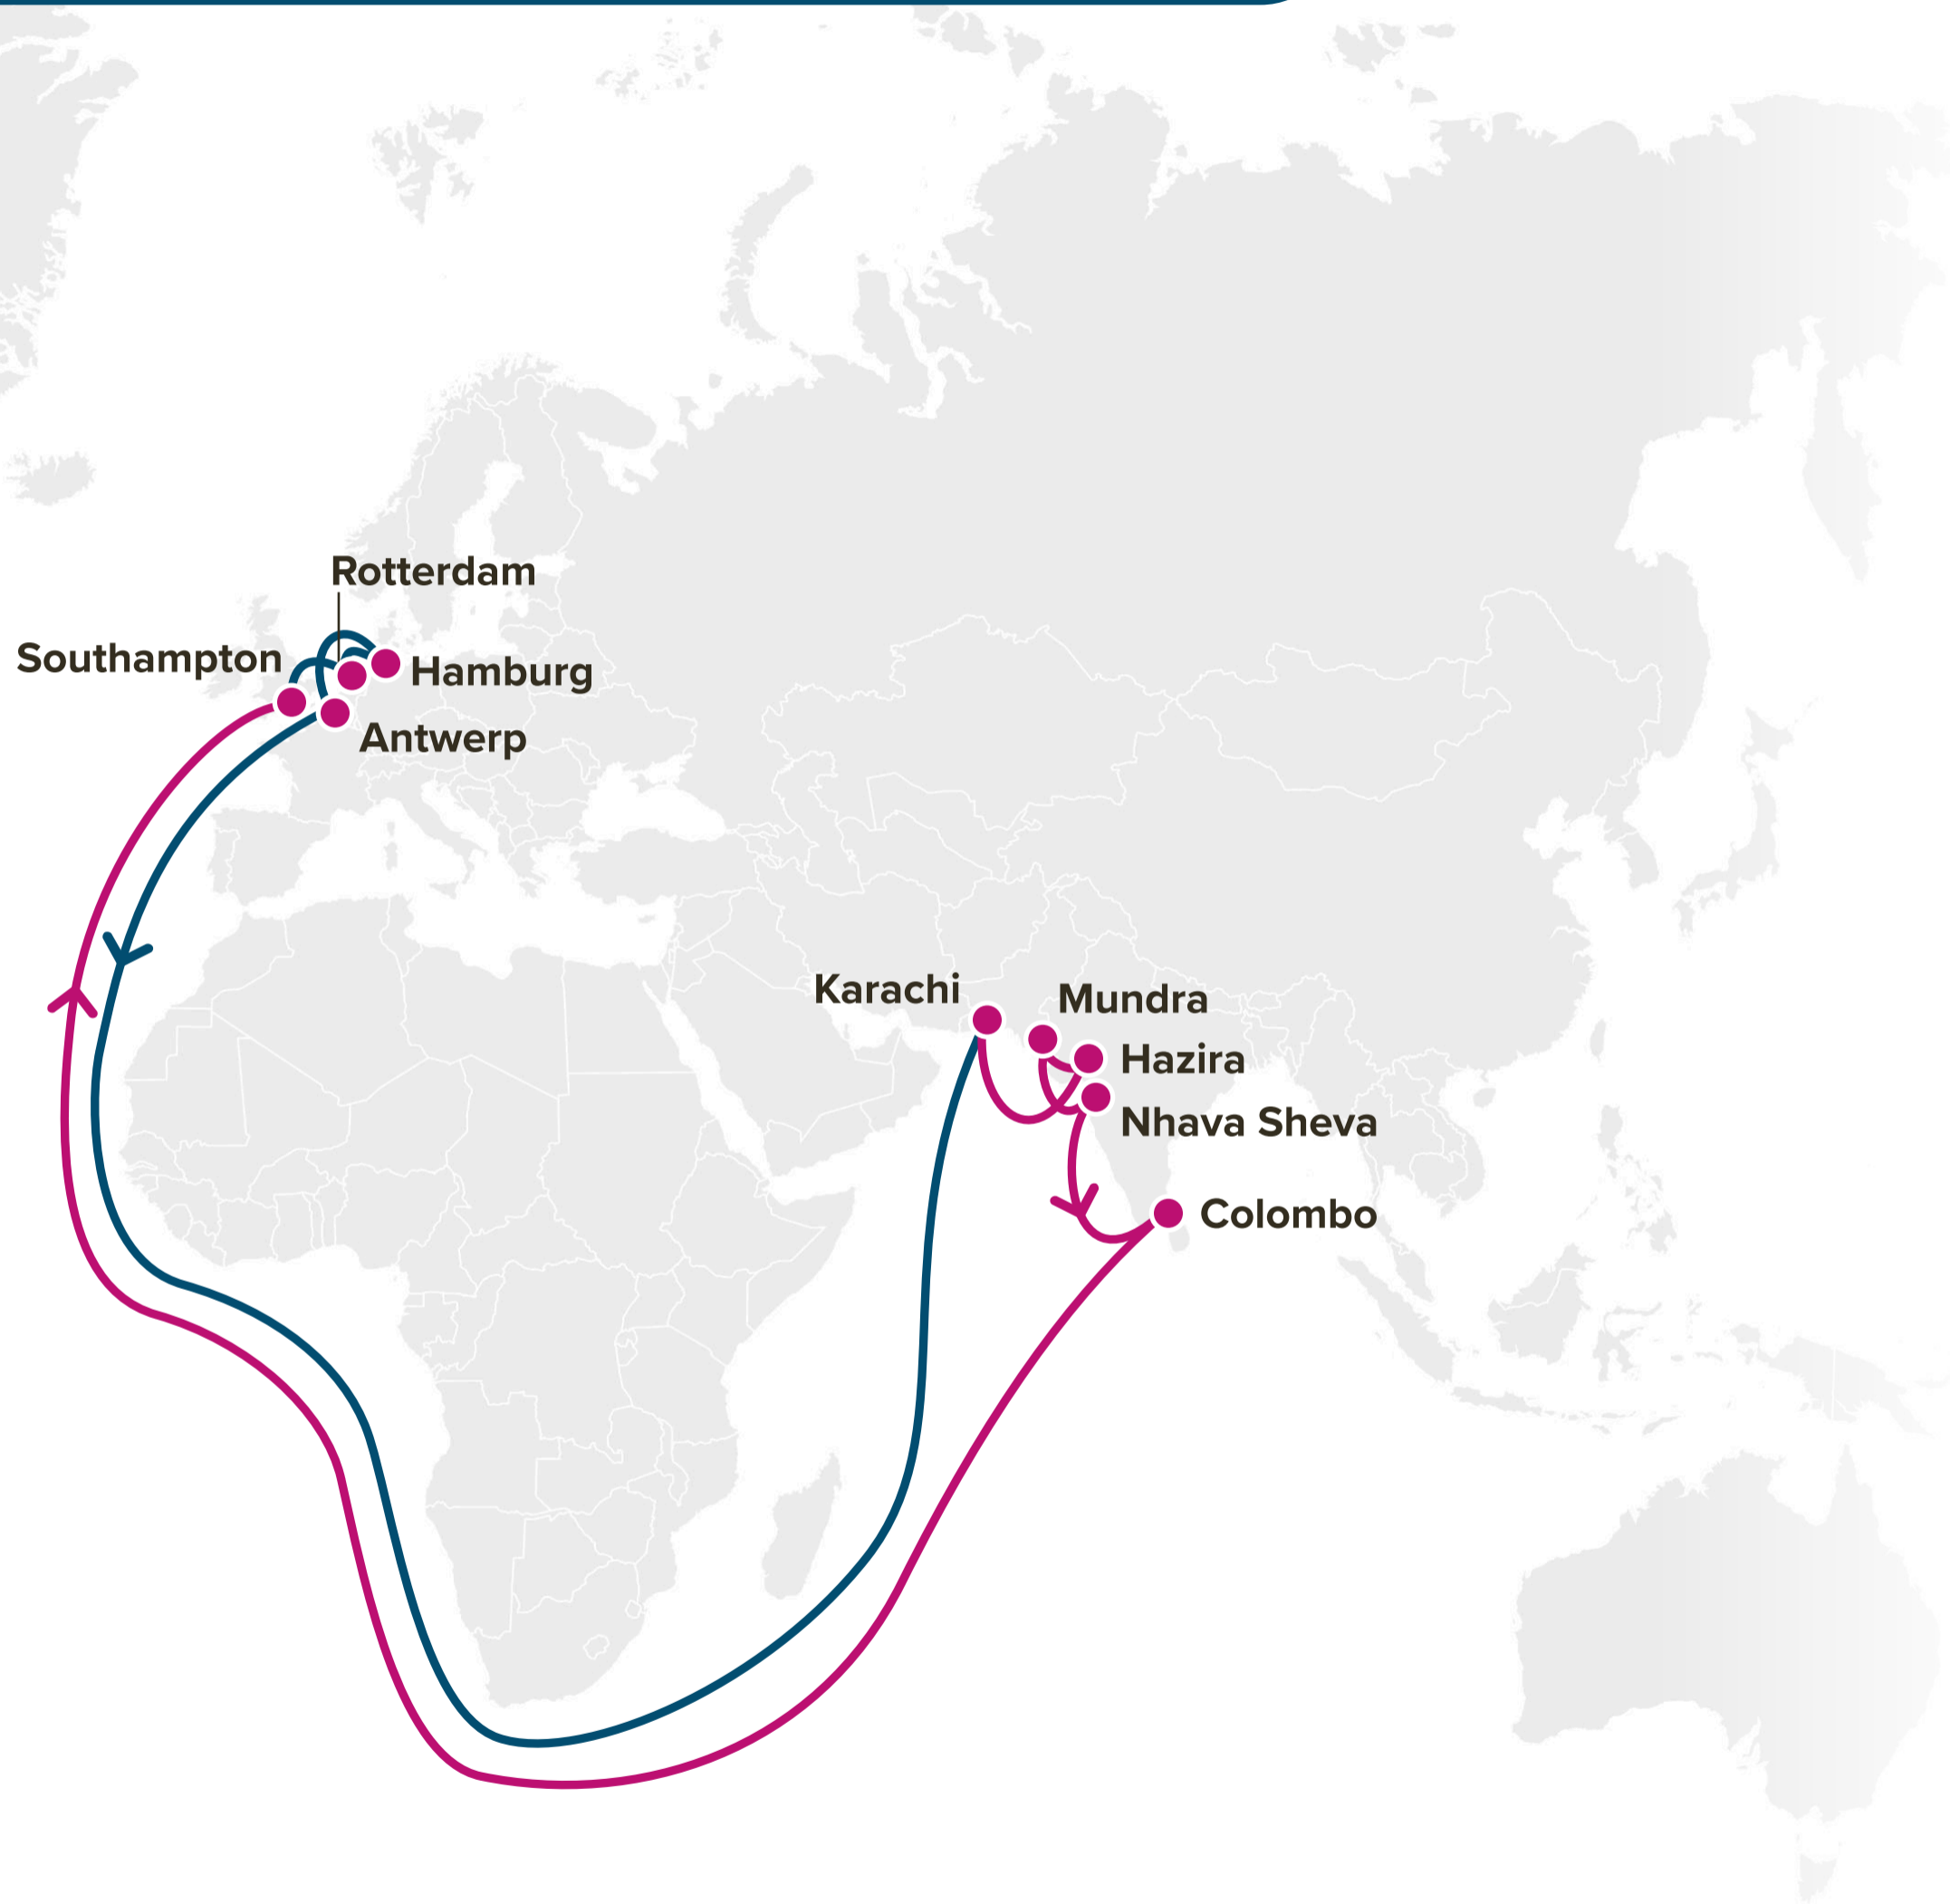 Rotterdam
Southampton
Hamburg
Antwerp
Karachi
Mundra
Hazira
Nhava Sheva
Colombo